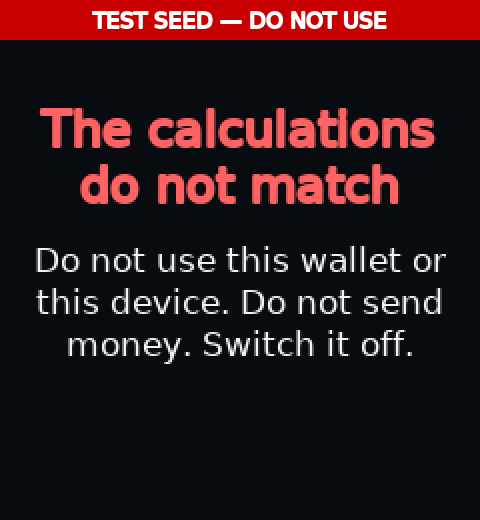 TEST SEED — DO NOT USE
The calculations
do not match
Do not use this wallet or
this device. Do not send
money. Switch it off.